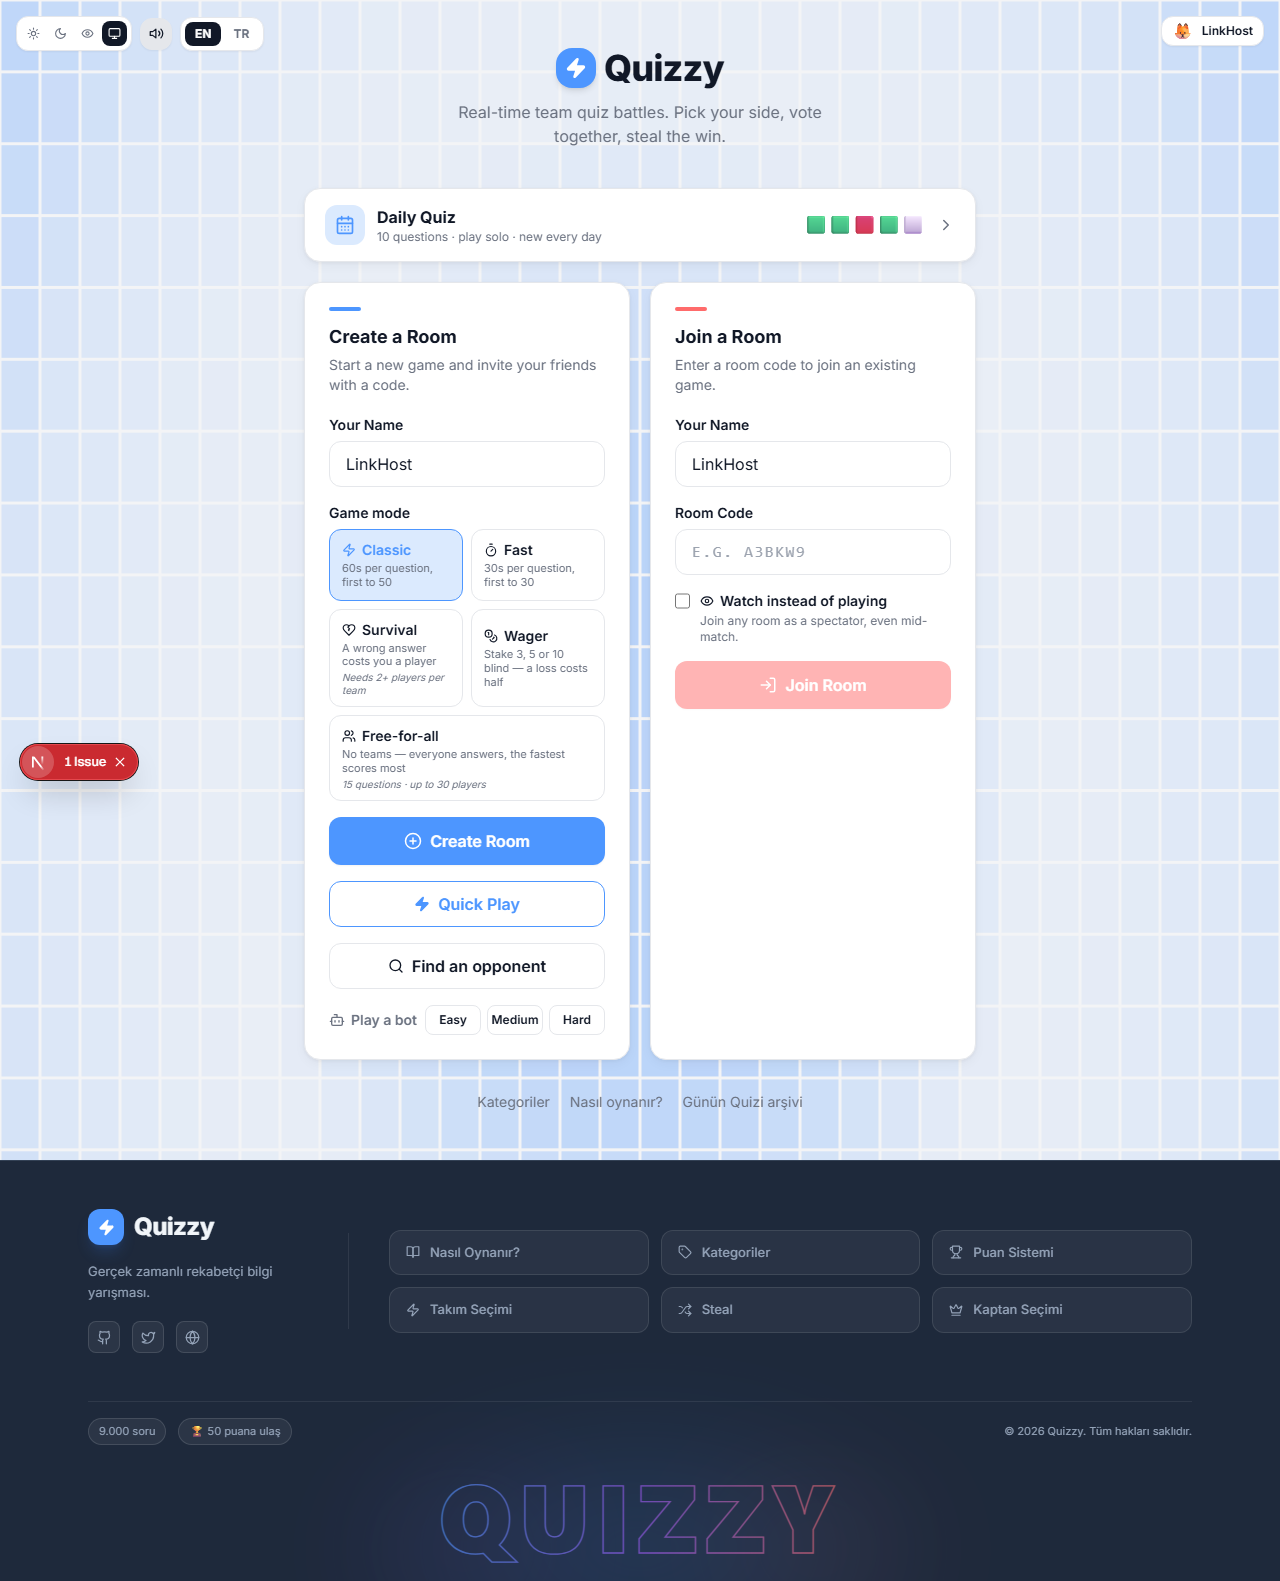 EN
TR
LinkHost
Quizzy
Real-time team quiz battles. Pick your side, vote
together, steal the win.
Daily Quiz
10 questions · play solo · new every day
Create a Room
Start a new game and invite your friends
with a code.
Your Name
LinkHost
Game mode
Classic
60s per question,
first to 50
Fast
30s per question,
first to 30
Survival
A wrong answer
costs you a player
Needs 2+ players per
team
Wager
Stake 3, 5 or 10
blind — a loss costs
half
Free-for-all
No teams — everyone answers, the fastest
scores most
15 questions · up to 30 players
Create Room
Quick Play
Find an opponent
Play a bot
Easy
Medium
Hard
Join a Room
Enter a room code to join an existing
game.
Your Name
LinkHost
Room Code
E.G. A3BKW9
Watch instead of playing
Join any room as a spectator, even mid-
match.
Join Room
N
1 Issue
Kategoriler
Nasıl oynanır?
Günün Quizi arşivi
Quizzy
Gerçek zamanlı rekabetçi bilgi
yarışması.
Nasıl Oynanır?
Kategoriler
Puan Sistemi
Takım Seçimi
Steal
Kaptan Seçimi
9.000 soru
50 puana ulaş
© 2026 Quizzy. Tüm hakları saklıdır.
QUIZZY